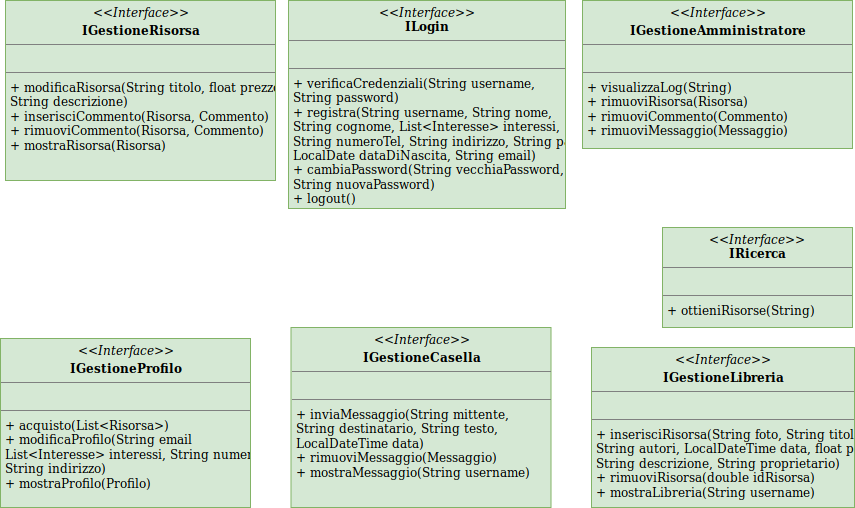 <<Interface>>
IGestioneRisorsa
+ modificaRisorsa(String titolo, float prezzo
String descrizione)
+ inserisciCommento(Risorsa, Commento)
+ rimuoviCommento(Risorsa, Commento)
+ mostraRisorsa(Risorsa)
<<Interface>>
ILogin
+ verificaCredenziali(String username,
String password)
+ registra(String username, String nome,
String cognome, List<Interesse> interessi,
String numeroTel, String indirizzo, String pa
LocalDate dataDiNascita, String email)
+ cambiaPassword(String vecchiaPassword,
String nuovaPassword)
+ logout()
<<Interface>>
IGestioneAmministratore
+ visualizzaLog(String)
+ rimuoviRisorsa(Risorsa)
+ rimuoviCommento(Commento)
+ rimuoviMessaggio(Messaggio)
<<Interface>>
IRicerca
+ ottieniRisorse(String)
<<Interface>>
IGestioneProfilo
+ acquisto(List<Risorsa>)
+ modificaProfilo(String email
List<Interesse> interessi, String numer
String indirizzo)
+ mostraProfilo(Profilo)
<<Interface>>
IGestioneCasella
+ inviaMessaggio(String mittente,
String destinatario, String testo,
LocalDateTime data)
+ rimuoviMessaggio(Messaggio)
+ mostraMessaggio(String username)
<<Interface>>
IGestioneLibreria
+ inserisciRisorsa(String foto, String titol
String autori, LocalDateTime data, float p
String descrizione, String proprietario)
+ rimuoviRisorsa(double idRisorsa)
+ mostraLibreria(String username)